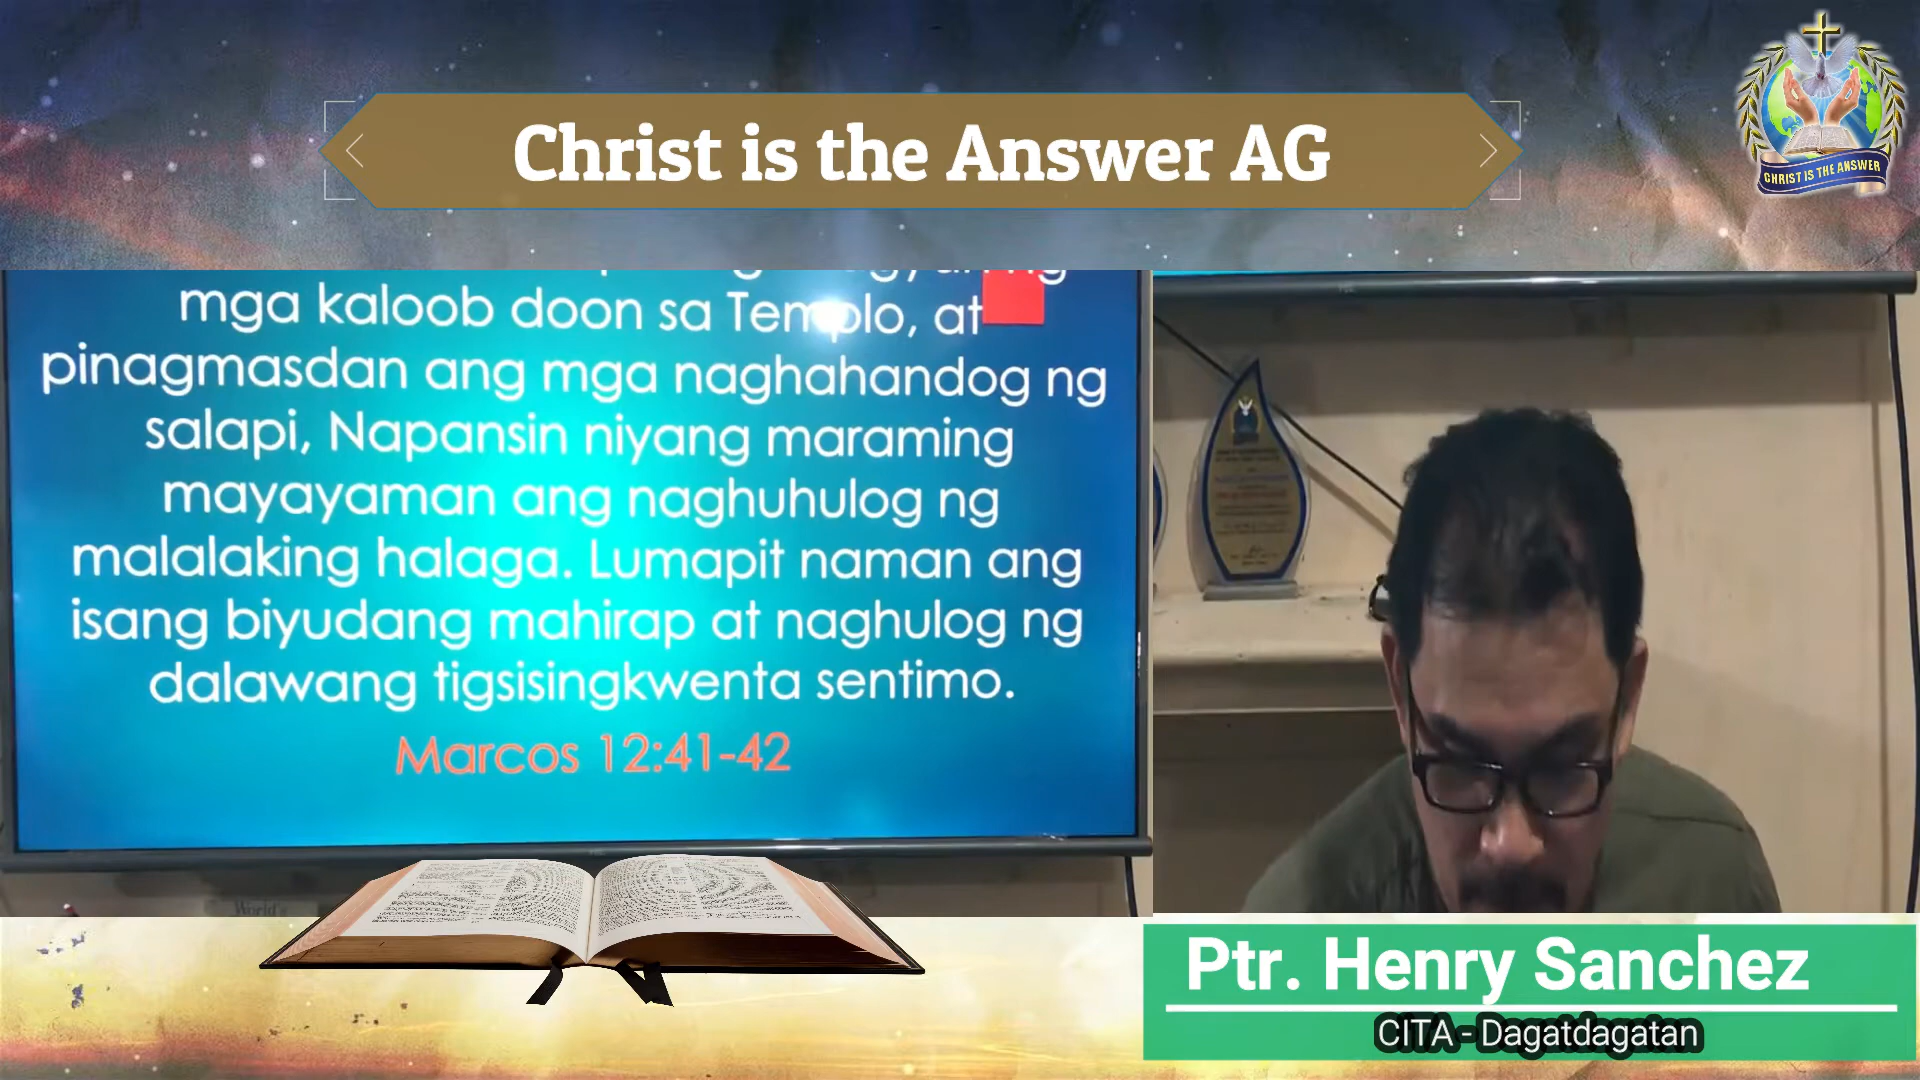 Christ is the Answer AG
CHRIST IS THE ANSWER
mga kaloob doon sa Templo, at
pinagmasdan ang mga naghahandog ng
salapi, Napansin niyang maraming
mayayaman ang naghuhulog ng
malalaking halaga. Lumapit naman ang
isang biyudang mahirap at naghulog ng
dalawang tigsisingkwenta sentimo.
Marcos 12:41-42
World's
Ptr. Henry Sanchez
CITA - Dagatdagatan